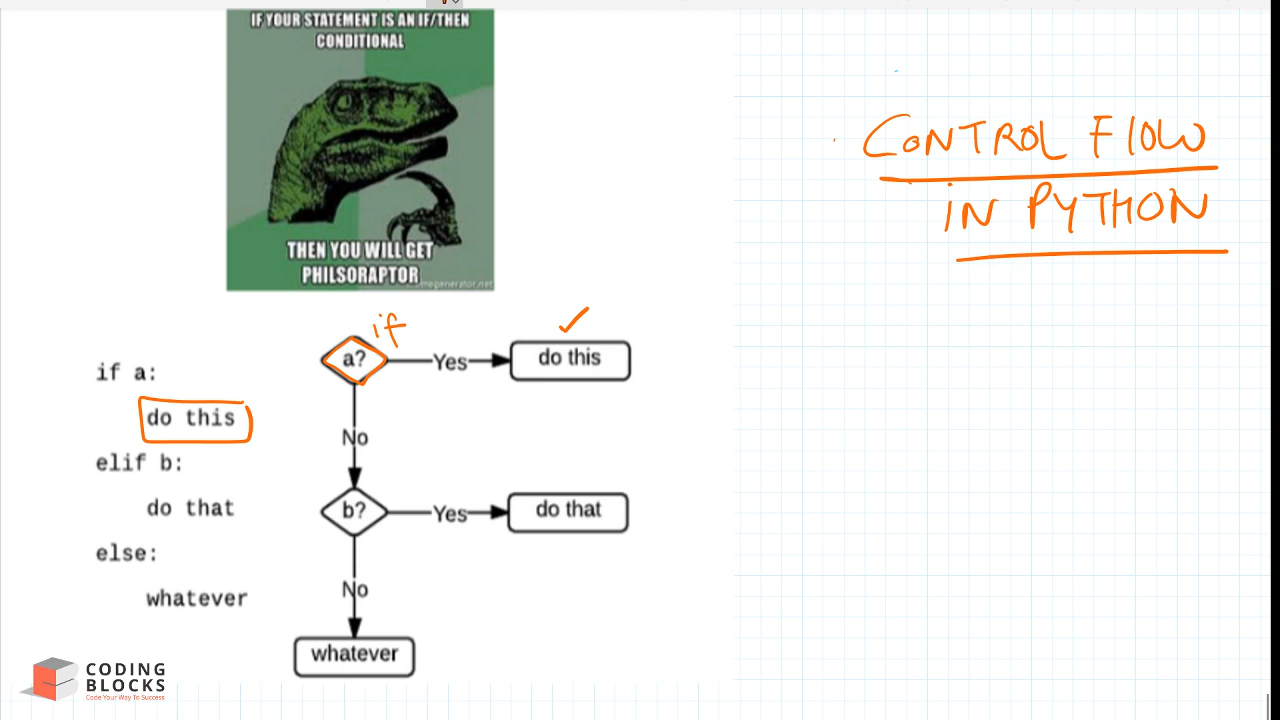 IF YOUR STATEMENT IS AN IF/THEN
CONDITIONAL
THEN YOU WILL GET
PHILSORAPTOR
memegenerator.net
CONTROL FLOW
IN PYTHON
if a:
do this
elif b:
do that
else:
whatever
if
a?
Yes
do this
No
b?
Yes
do that
No
whatever
CODING
BLOCKS
Code Your Way To Success